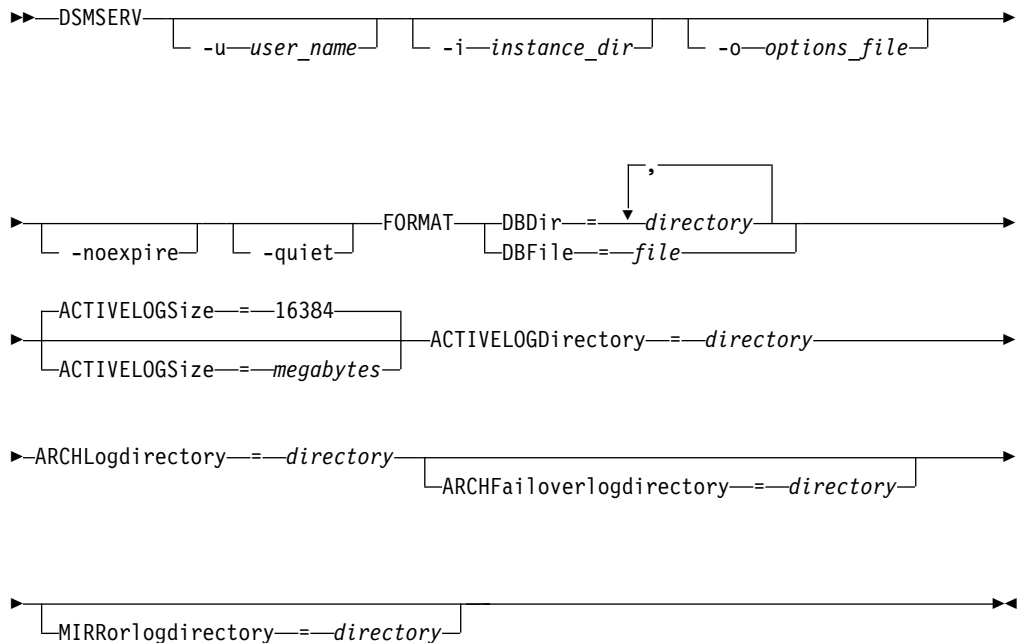 DSMSERV
-u user_name -i instance_dir -o options_file
,
FORMAT DBDir = directory
-noexpire -quiet DBFile = file
ACTIVELOGSize = 16384
ACTIVELOGDirectory = directory
ACTIVELOGSize = megabytes
ARCHLogdirectory = directory
ARCHFailoverlogdirectory = directory
MIRRorlogdirectory = directory